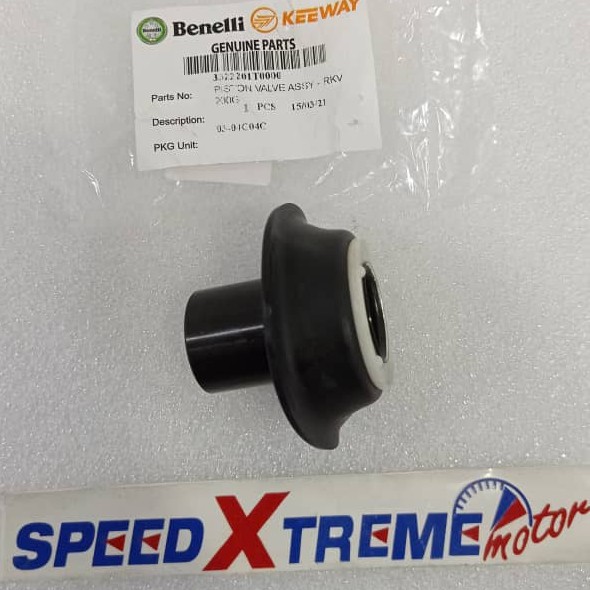 Benelli KEEWAY
GENUINE PARTS
Parts No:
PISTON VALVE ASSY - RKV
200G
1 PCS 15/03/21
Description:
PKG Unit:
SPEED XTREME motor